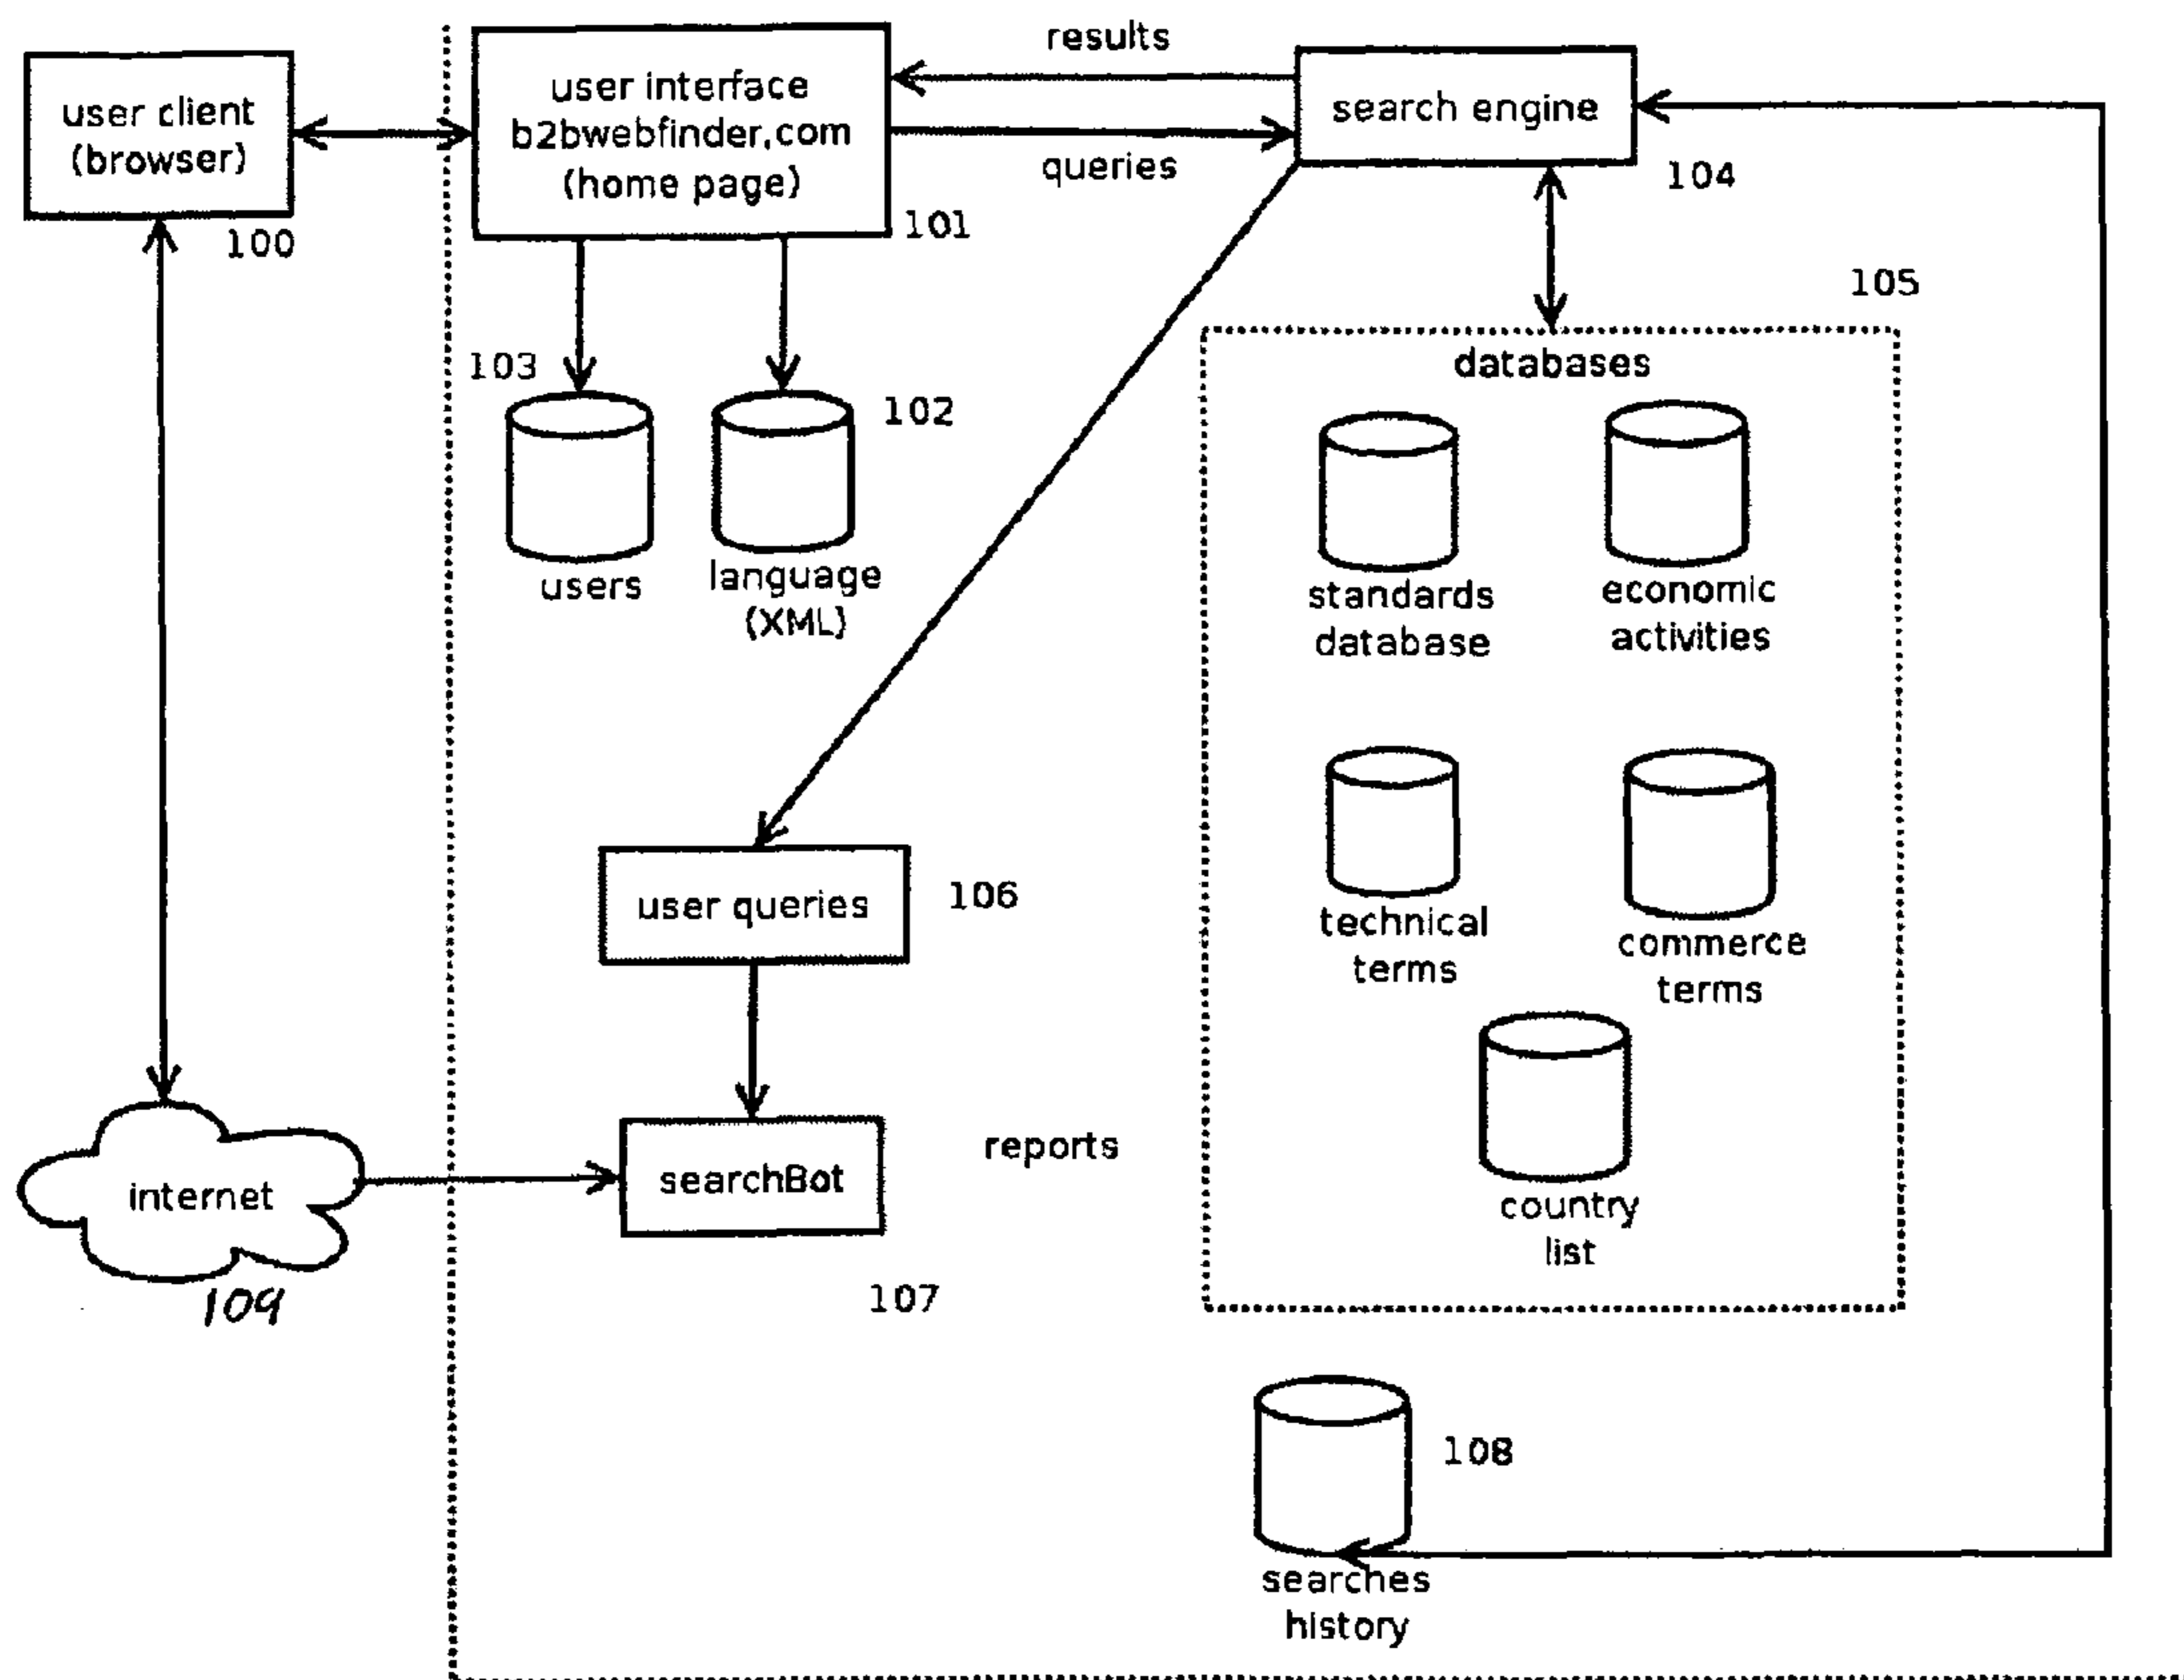 results
user client
(browser)
100
user interface
b2bwebfinder.com
(home page)
101
queries
search engine
104
105
103
users
102
language
(XML)
databases
standards
database
economic
activities
technical
terms
commerce
terms
country
list
user queries
106
searchBot
107
reports
internet
109
108
searches
history